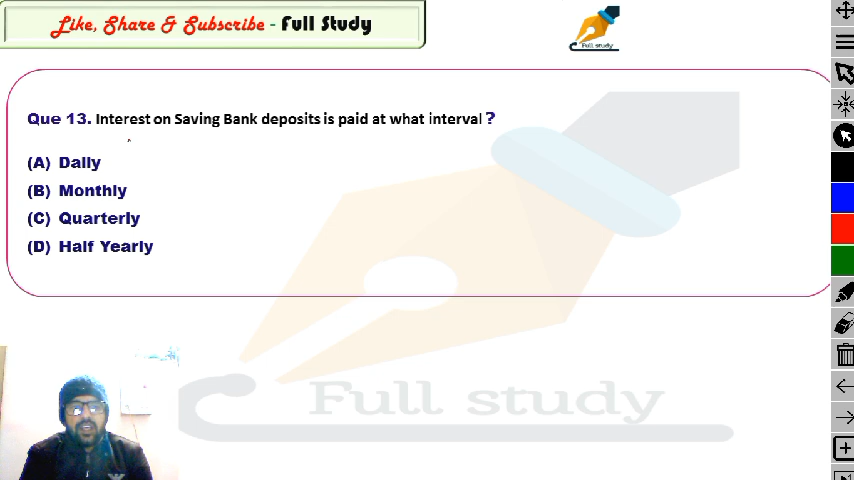 Like, Share & Subscribe - Full Study
Full study
Que 13. Interest on Saving Bank deposits is paid at what interval ?
(A) Daily
(B) Monthly
(C) Quarterly
(D) Half Yearly
Full study